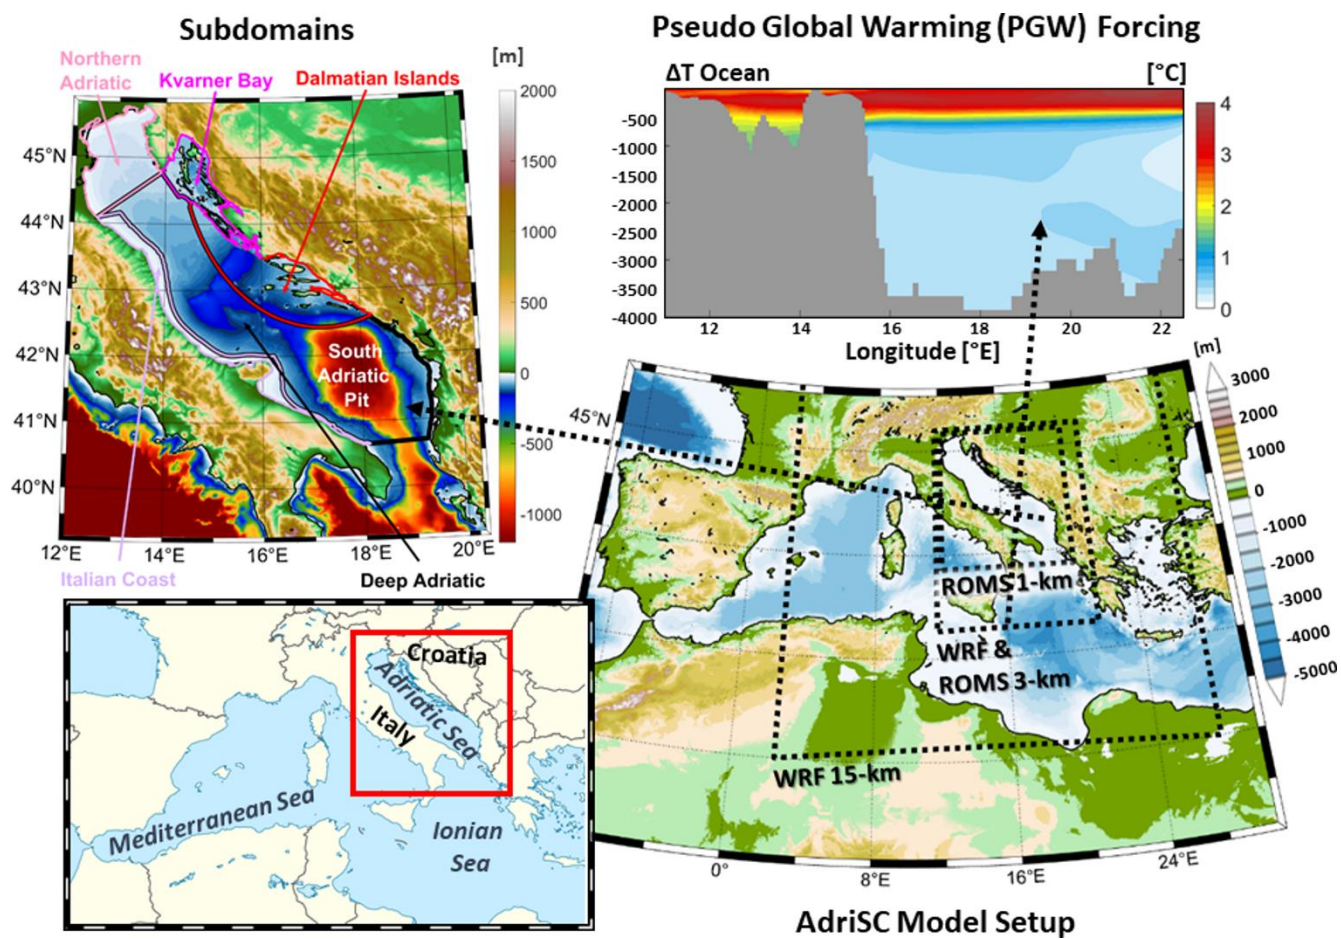 Subdomains
[m]
Northern
Adriatic
Kvarner Bay
Dalmatian Islands
2000
1500
1000
500
0
-500
-1000
45°N
44°N
43°N
42°N
41°N
40°N
South
Adriatic
Pit
12°E
14°E
16°E
18°E
20°E
Italian Coast
Deep Adriatic
Pseudo Global Warming (PGW) Forcing
ΔT Ocean
[°C]
-500
-1000
-1500
-2000
-2500
-3000
-3500
-4000
4
3
2
1
0
12
14
16
18
20
22
Longitude [°E]
[m]
3000
2000
1000
0
-1000
-2000
-3000
-4000
-5000
45°N
ROMS 1-km
WRF &
ROMS 3-km
WRF 15-km
0°
8°E
16°E
24°E
AdriSC Model Setup
Croatia
Adriatic Sea
Italy
Mediterranean Sea
Ionian
Sea